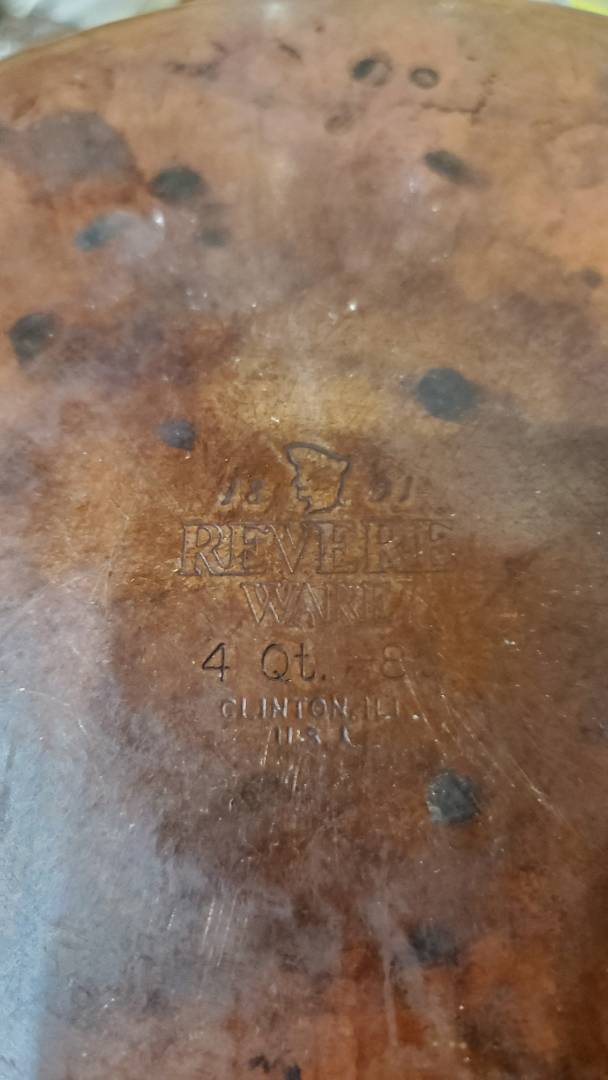 18 01
REVERE
WARE
4 Qt. 8
CLINTON, ILL
U.S.A